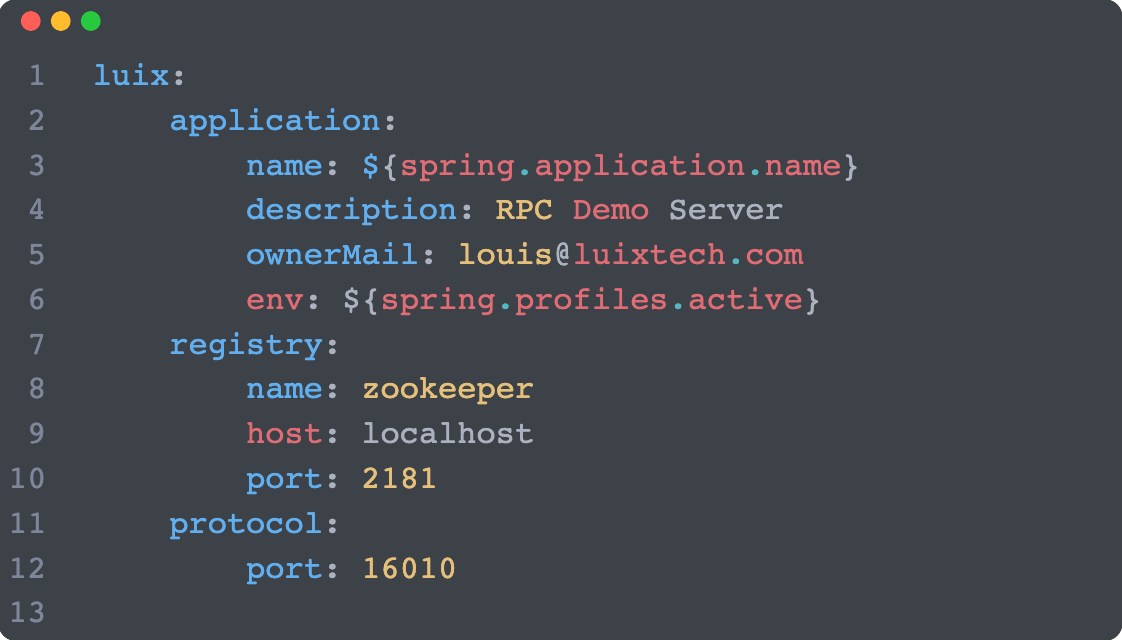 1 luix:
2     application:
3         name: ${spring.application.name}
4         description: RPC Demo Server
5         ownerMail: louis@luixtech.com
6         env: ${spring.profiles.active}
7     registry:
8         name: zookeeper
9         host: localhost
10         port: 2181
11     protocol:
12         port: 16010
13